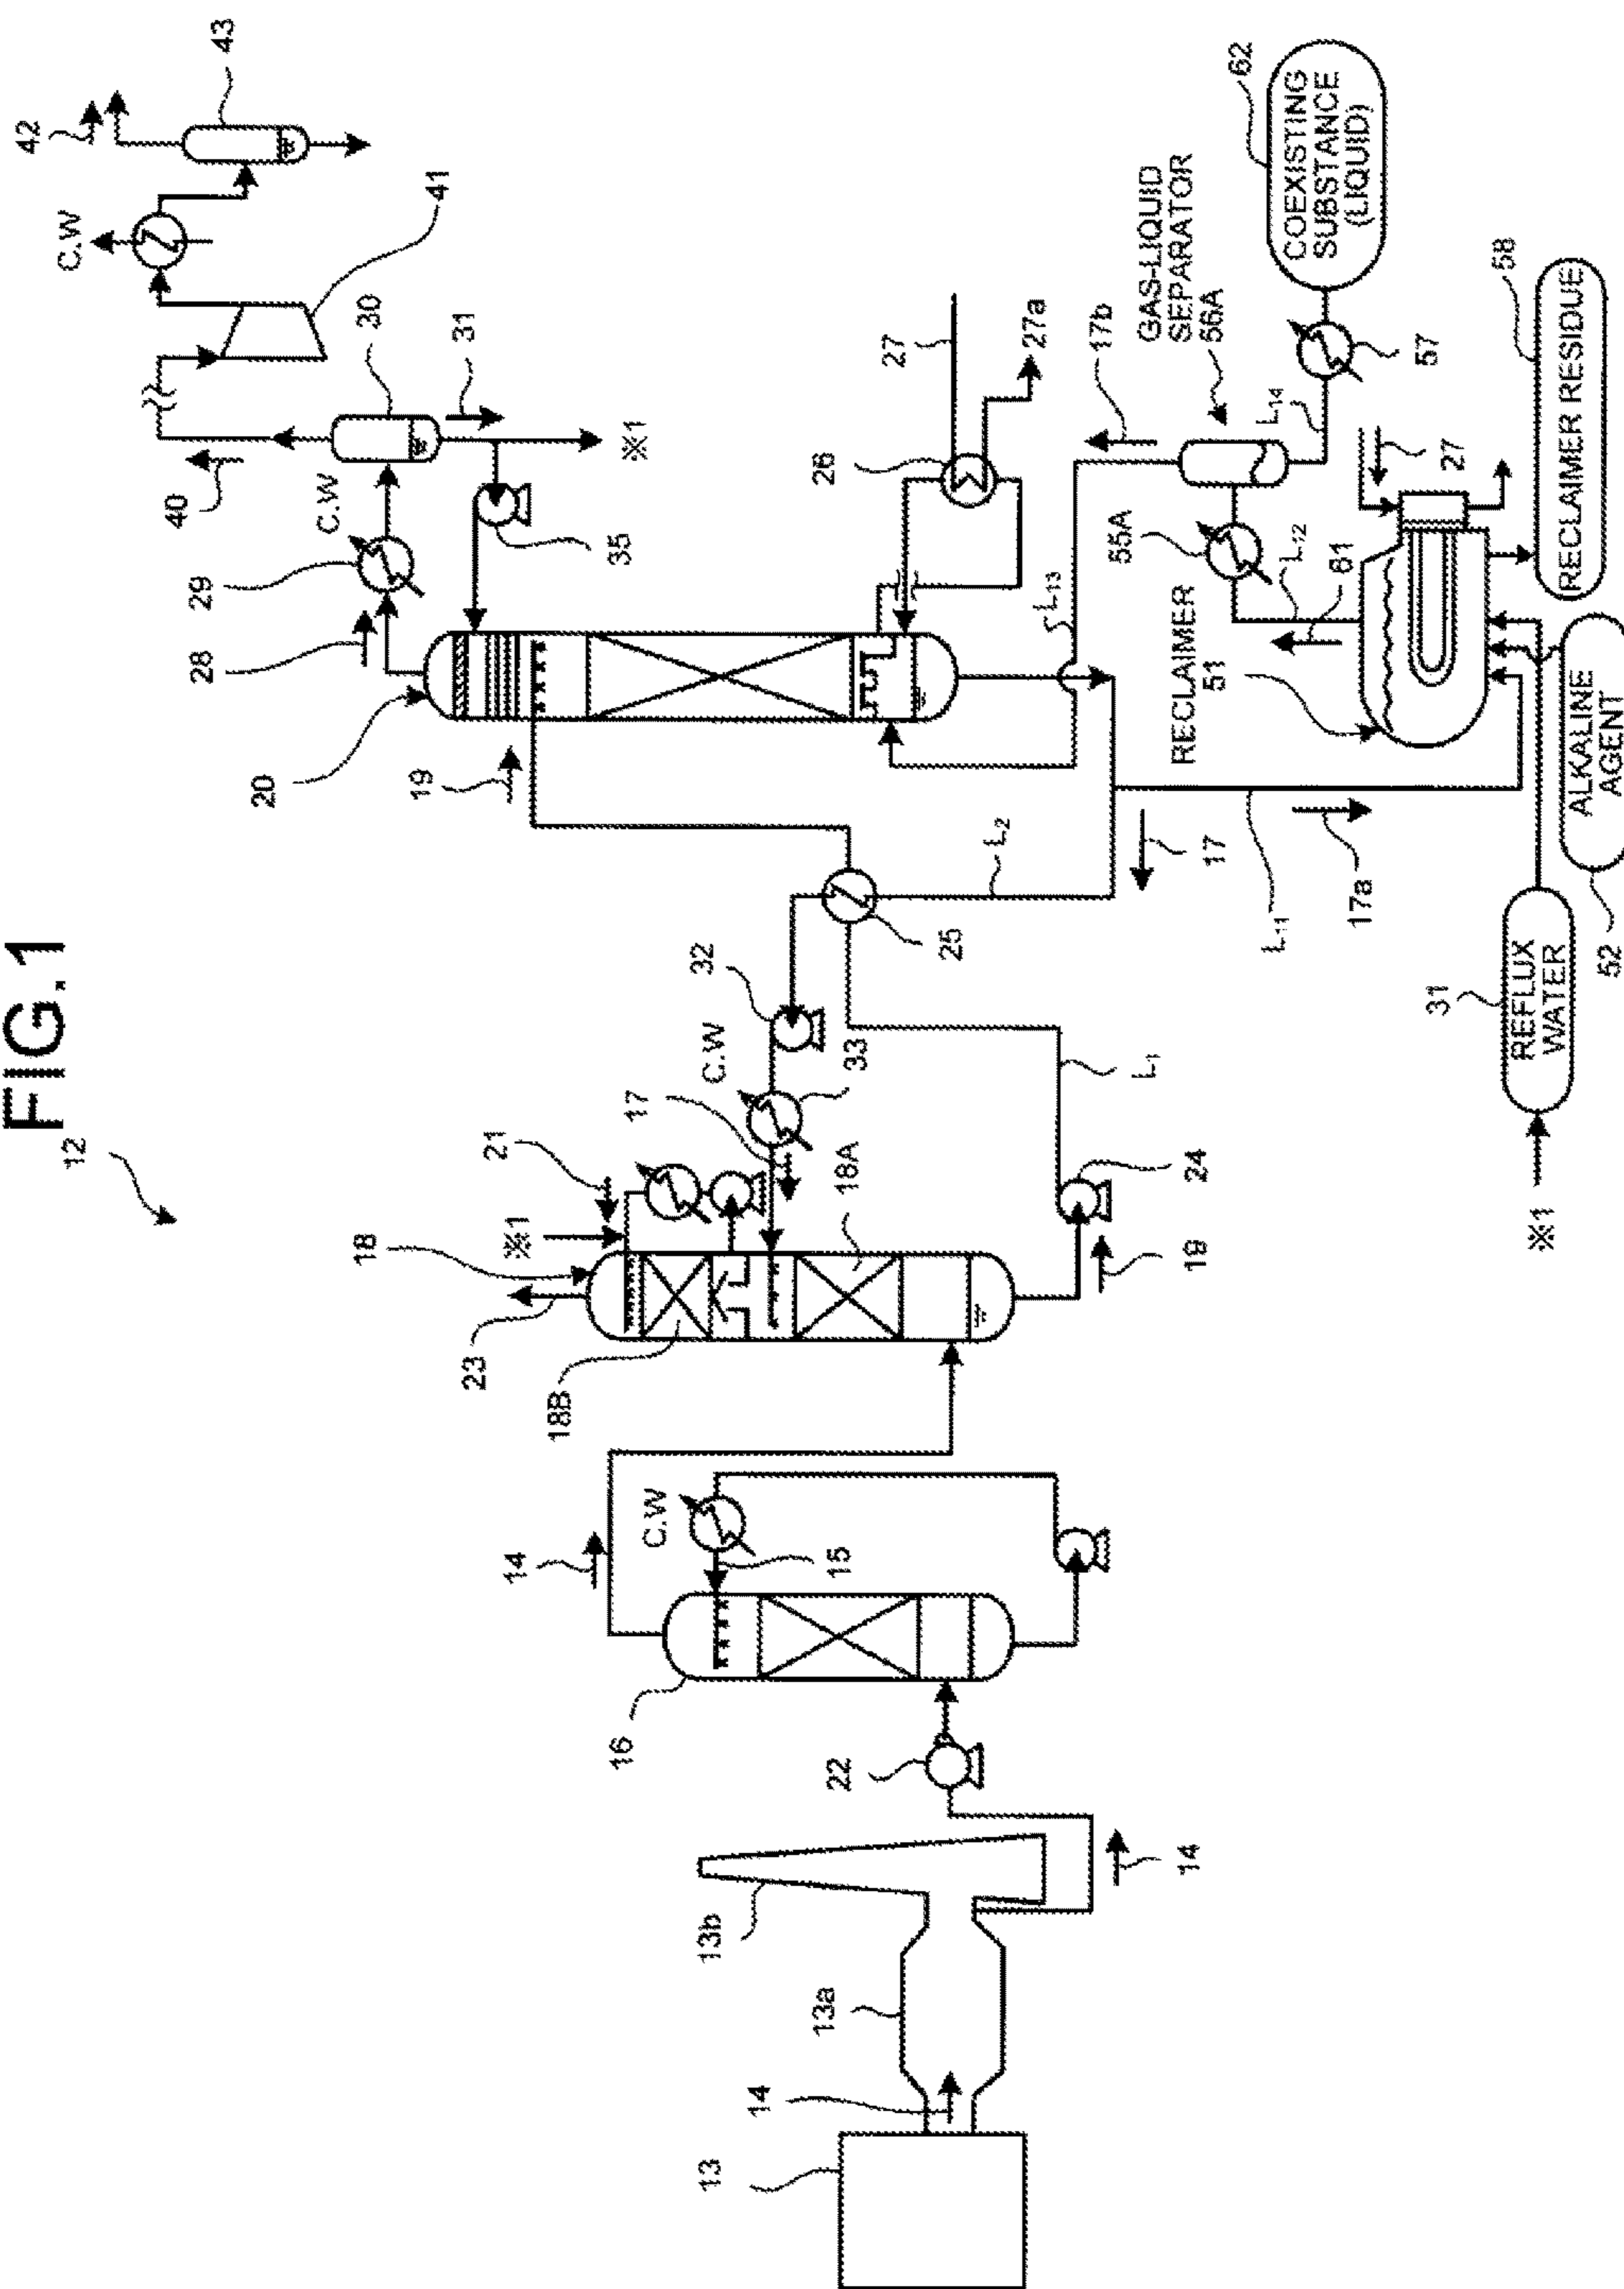 FIG.1
12
42
43
C.W
41
40
30
31
※1
C.W
29
28
35
20
19
27
27a
26
GAS-LIQUID
SEPARATOR
56A
17b
62
COEXISTING
SUBSTANCE
(LIQUID)
57
L14
55A
L12
61
27
58
RECLAIMER RESIDUE
RECLAIMER
51
L13
17
L2
25
17a
L11
ALKALINE
AGENT
52
31
REFLUX
WATER
※1
32
C.W
33
17
18A
21
※1
18
23
18B
L1
24
19
14
C.W
15
16
22
14
13b
13a
14
13